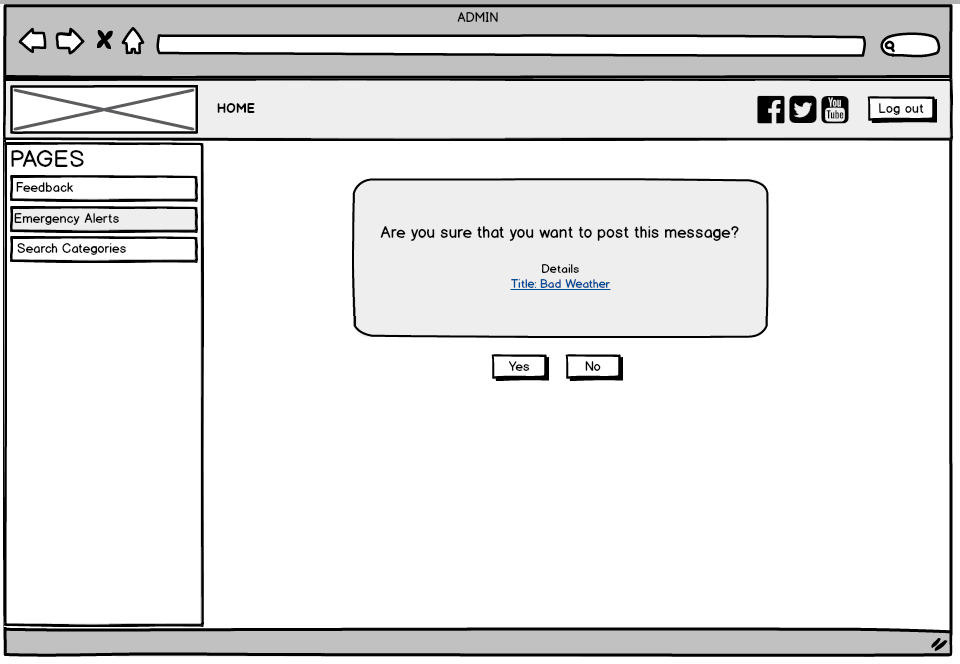 ADMIN
HOME
You
Tube
Log out
PAGES
Feedback
Emergency Alerts
Search Categories
Are you sure that you want to post this message?
Details
Title: Bad Weather
Yes
No